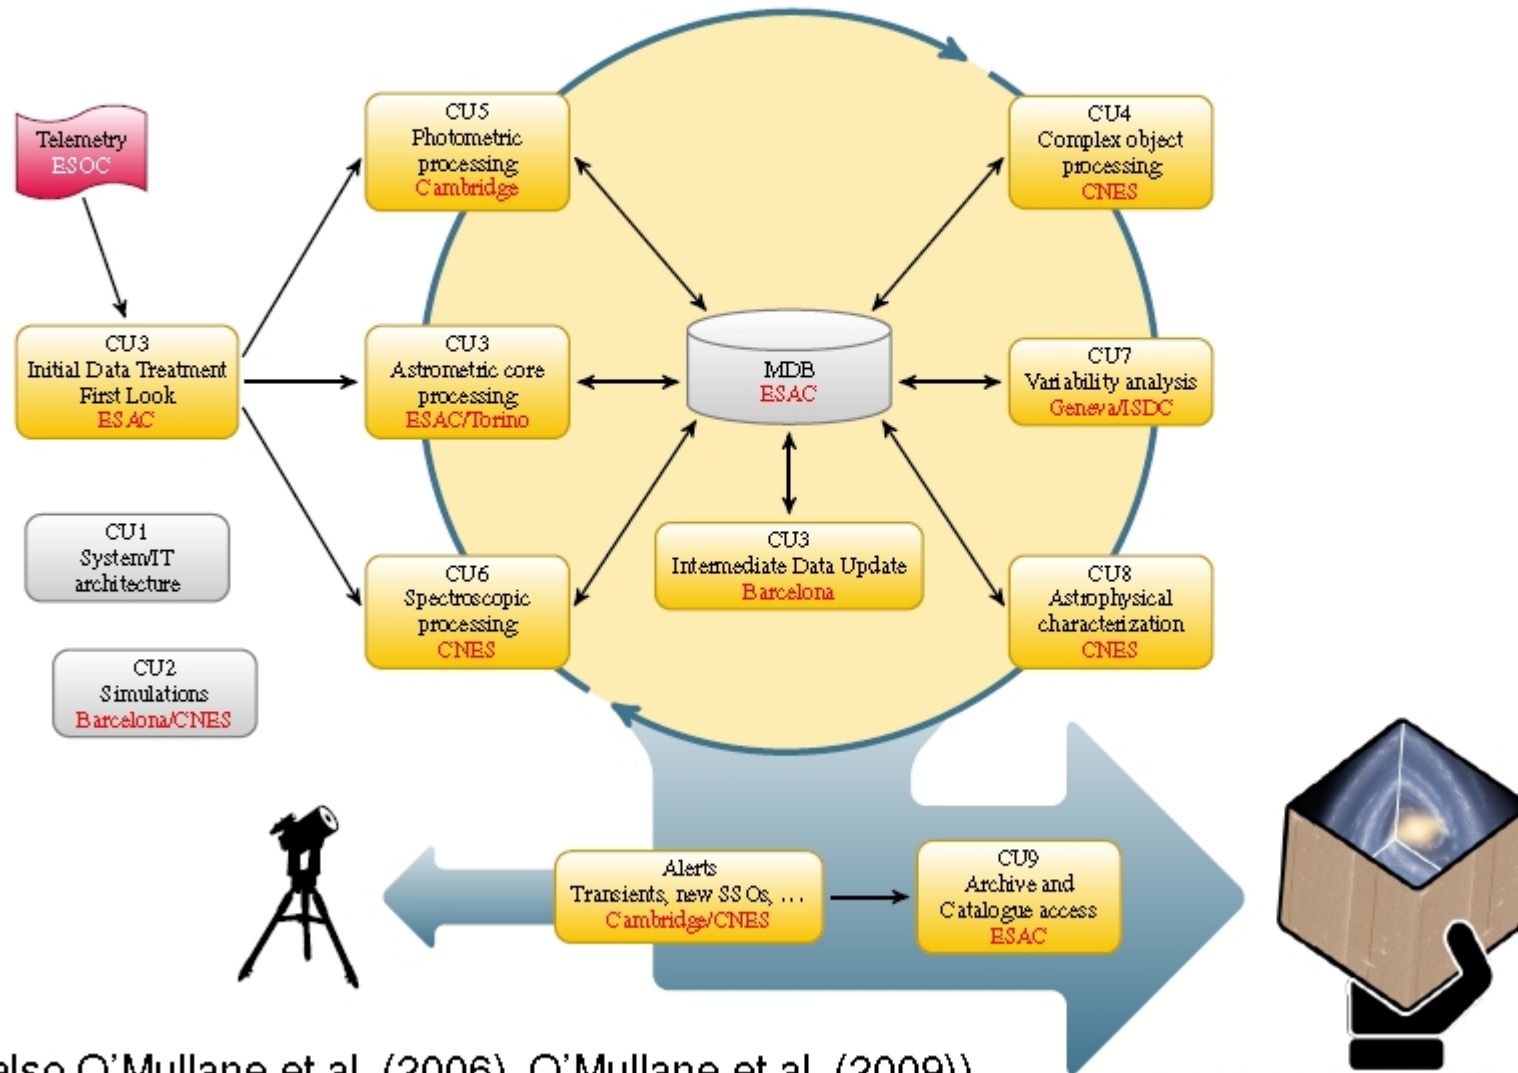 Telemetry
ESOC
CU5
Photometric
processing
Cambridge
CU4
Complex object
processing
CNES
CU3
Initial Data Treatment
First Look
ESAC
CU3
Astrometric core
processing
ESAC/Torino
MDB
ESAC
CU7
Variability analysis
Geneva/ISDC
CU1
System/IT
architecture
CU6
Spectroscopic
processing
CNES
CU3
Intermediate Data Update
Barcelona
CU8
Astrophysical
characterization
CNES
CU2
Simulations
Barcelona/CNES
Alerts
Transients, new SSOs, ...
Cambridge/CNES
CU9
Archive and
Catalogue access
ESAC
also O'Mullane et al. (2006), O'Mullane et al. (2009))